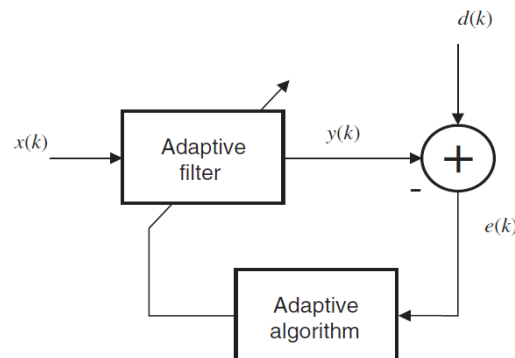 d(k)
x(k)
Adaptive
filter
y(k)
+
-
e(k)
Adaptive
algorithm